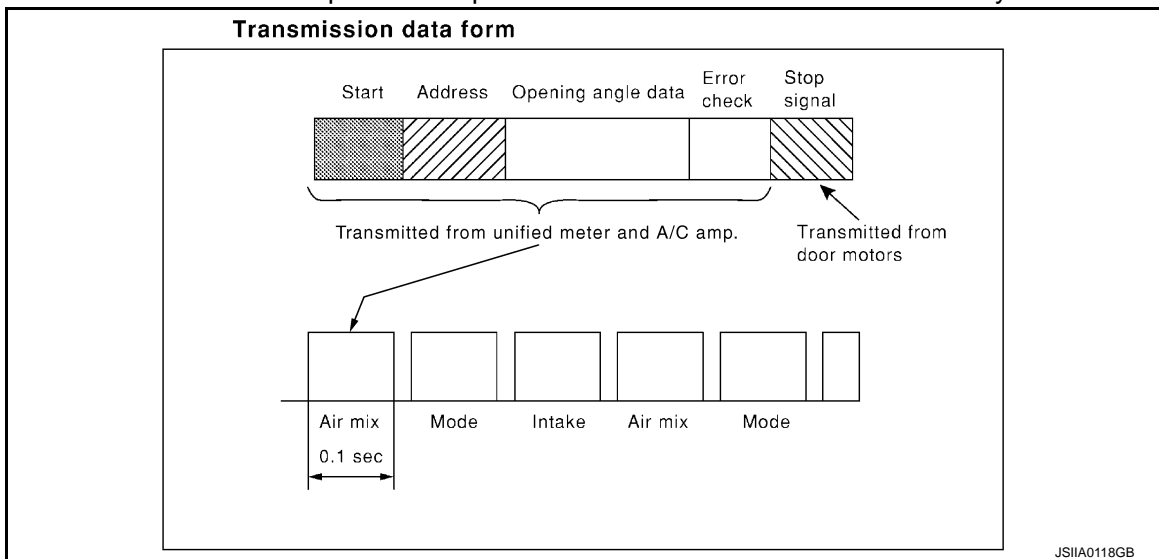 Transmission data form
Start Address Opening angle data Error check Stop signal
Transmitted from unified meter and A/C amp.
Transmitted from door motors
Air mix Mode Intake Air mix Mode
0.1 sec
JSIIA0118GB